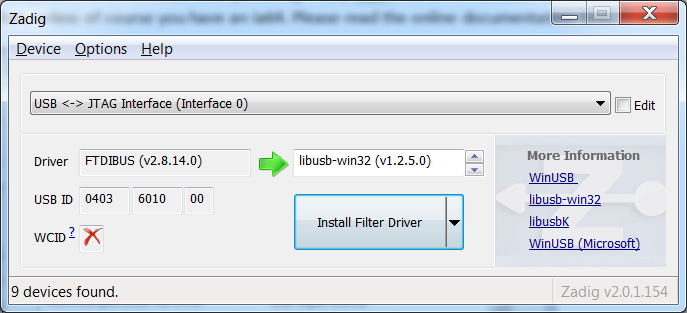 Zadig
less of course you have an ia64. Please read the online documentat
Device Options Help
USB <-> JTAG Interface (Interface 0)
Edit
Driver FTDIBUS (v2.8.14.0) libusb-win32 (v1.2.5.0)
USB ID 0403 6010 00
WCID ?
Install Filter Driver
More Information
WinUSB
libusb-win32
libusbK
WinUSB (Microsoft)
9 devices found.
Zadig v2.0.1.154